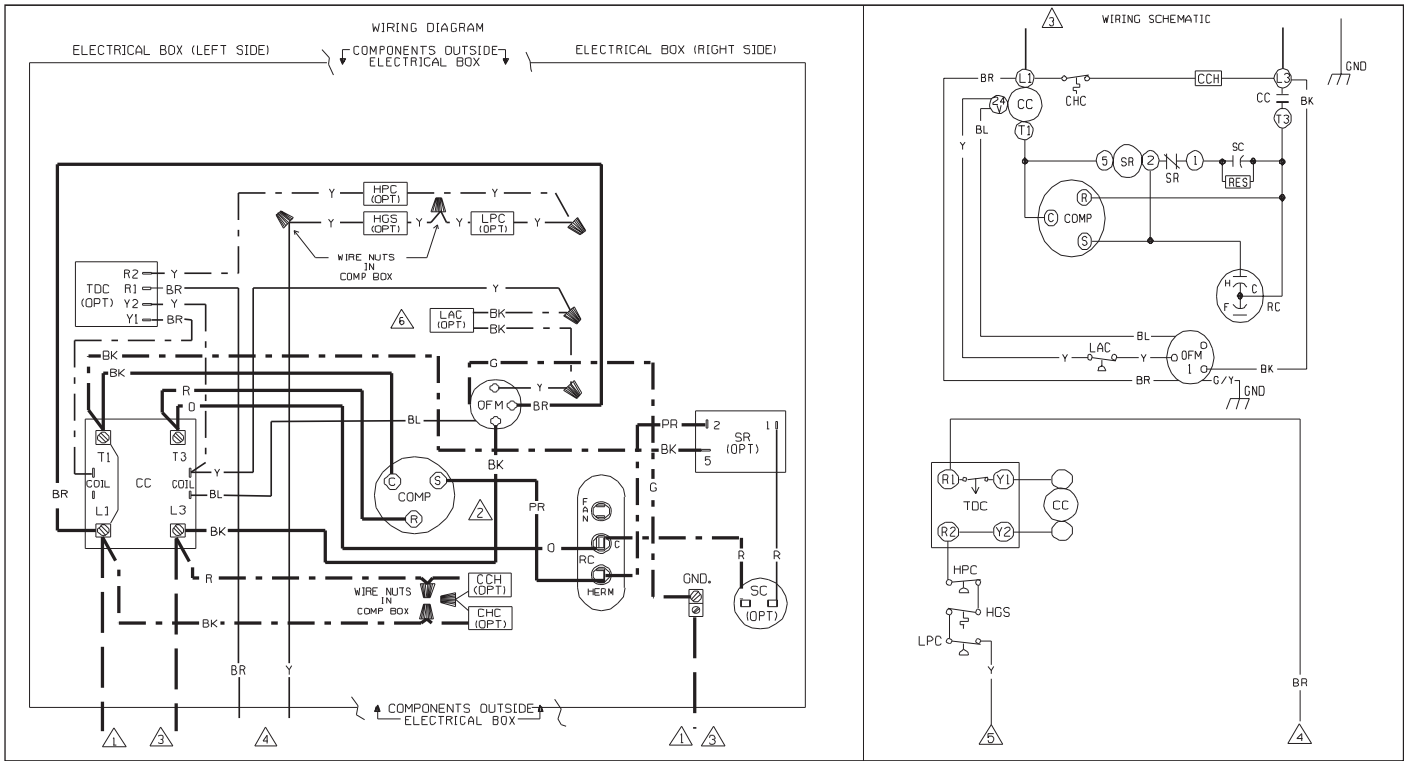 WIRING DIAGRAM
ELECTRICAL BOX (LEFT SIDE)
COMPONENTS OUTSIDE
ELECTRICAL BOX
ELECTRICAL BOX (RIGHT SIDE)
Y
HPC
(OPT)
Y
Y
HGS
(OPT)
Y
Y
LPC
(OPT)
Y
WIRE NUTS
IN
COMP BOX
TDC
(OPT)
R2
Y
R1
BR
Y2
Y
Y1
BR
Y
6
LAC
(OPT)
BK
BK
BK
BK
G
R
O
Y
OFM
BR
BL
BK
T1
T3
COIL
CC
COIL
Y
BL
L1
L3
BR
BK
C
S
COMP
R
2
PR
FAN
C
O
RC
HERM
PR
2
1
SR
(OPT)
BK
5
G
R
R
GND.
SC
(OPT)
R
WIRE NUTS
IN
COMP BOX
CCH
(OPT)
CHC
(OPT)
BK
BR
Y
COMPONENTS OUTSIDE
ELECTRICAL BOX
1
3
4
1
3
3
WIRING SCHEMATIC
GND
BR
L1
CHC
CCH
L3
24
V
CC
CC
BK
Y
BL
T1
T3
5
SR
2
SR
1
SC
RES
R
C
COMP
S
H
C
F
RC
BL
LAC
Y
Y
OFM
1
BK
BR
G/Y
GND
R1
Y1
TDC
CC
R2
Y2
HPC
HGS
LPC
Y
BR
5
4